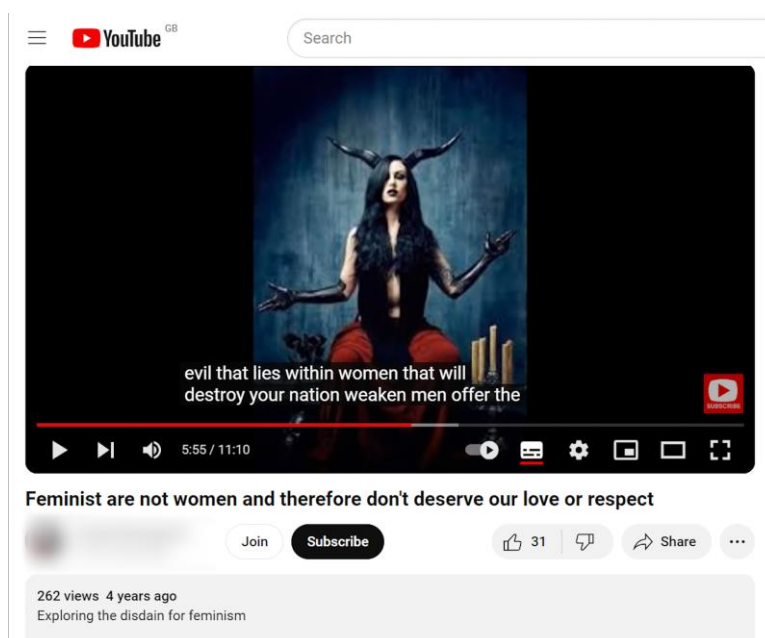 YouTube GB
Search
evil that lies within women that will
destroy your nation weaken men offer the
SUBSCRIBE
5:55 / 11:10
Feminist are not women and therefore don't deserve our love or respect
Join
Subscribe
31
Share
262 views 4 years ago
Exploring the disdain for feminism